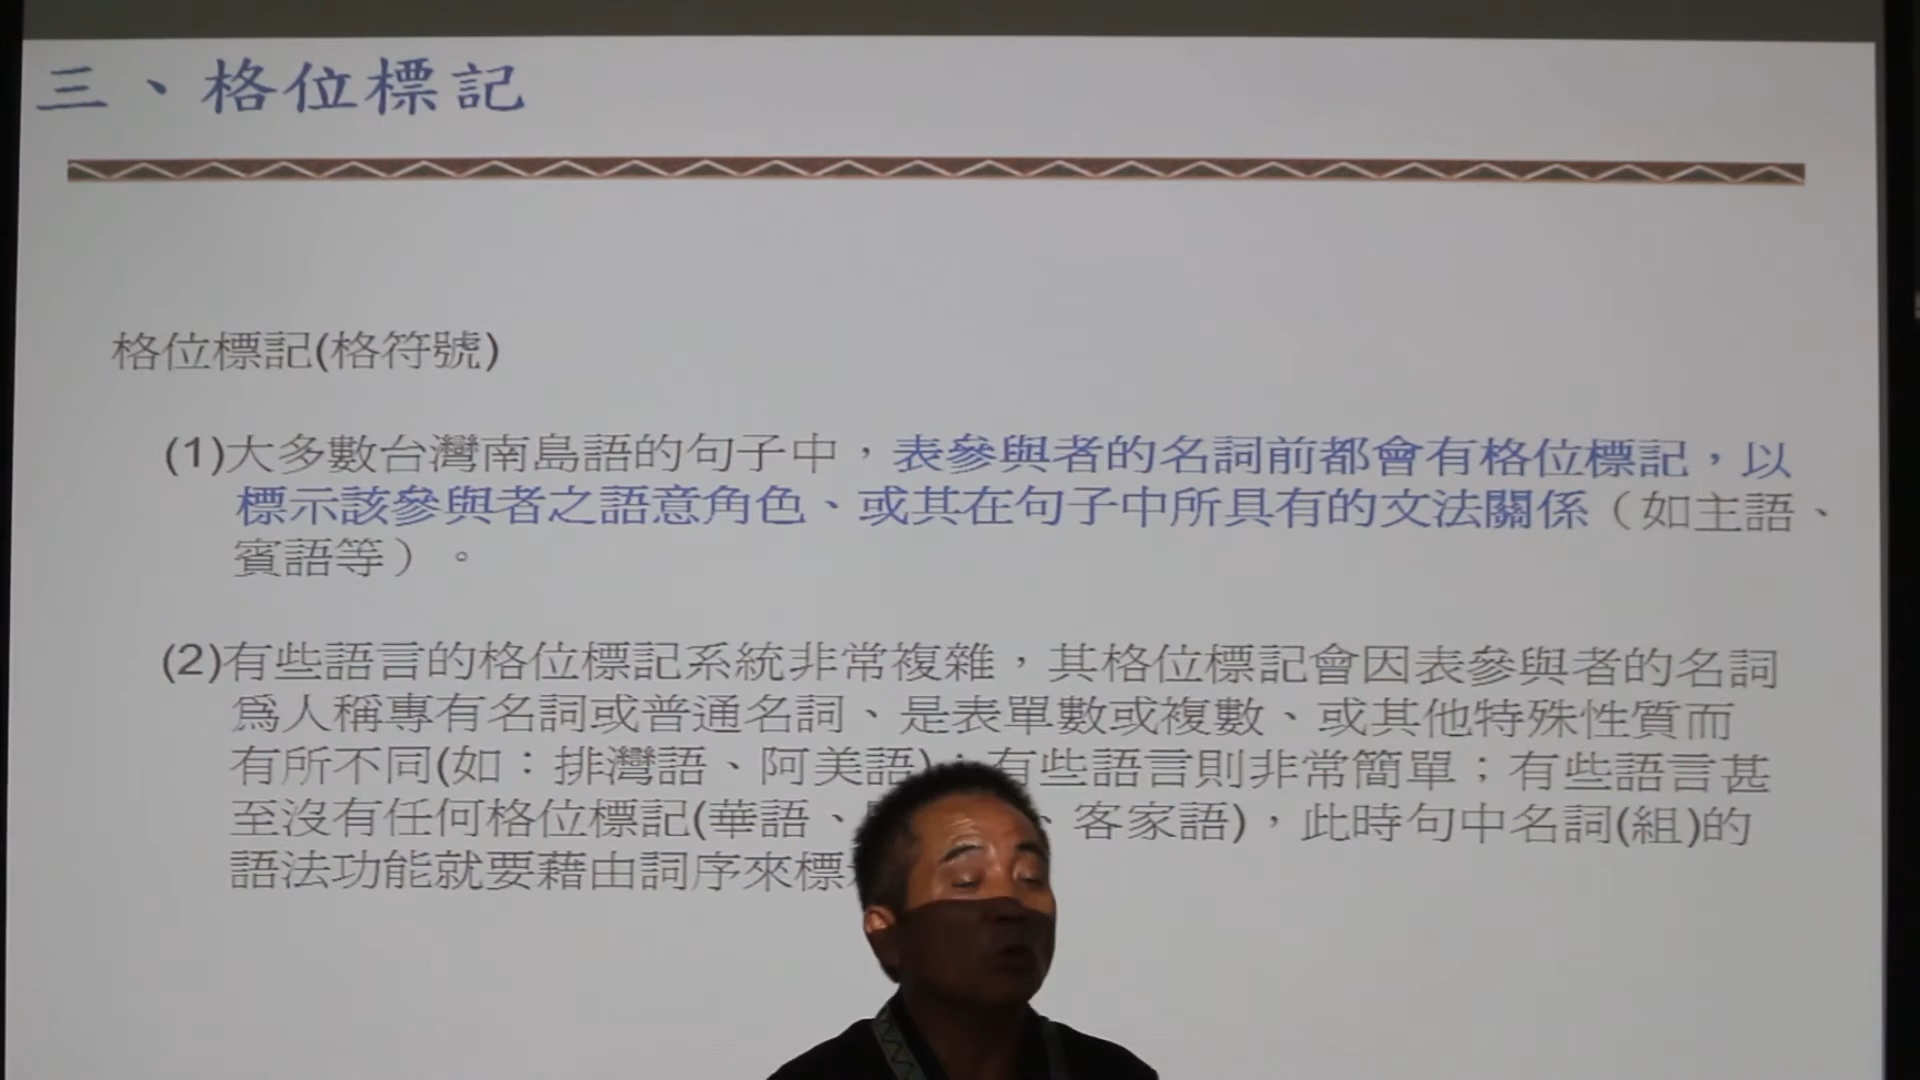 三、格位標記
格位標記(格符號)
(1)大多數台灣南島語的句子中，表參與者的名詞前都會有格位標記，以
標示該參與者之語意角色、或其在句子中所具有的文法關係（如主語、
賓語等）。
(2)有些語言的格位標記系統非常複雜，其格位標記會因表參與者的名詞
爲人稱專有名詞或普通名詞、是表單數或複數、或其他特殊性質而
有所不同(如：排灣語、阿美語)；有些語言則非常簡單；有些語言甚
至沒有任何格位標記(華語、、客家語)，此時句中名詞(組)的
語法功能就要藉由詞序來標